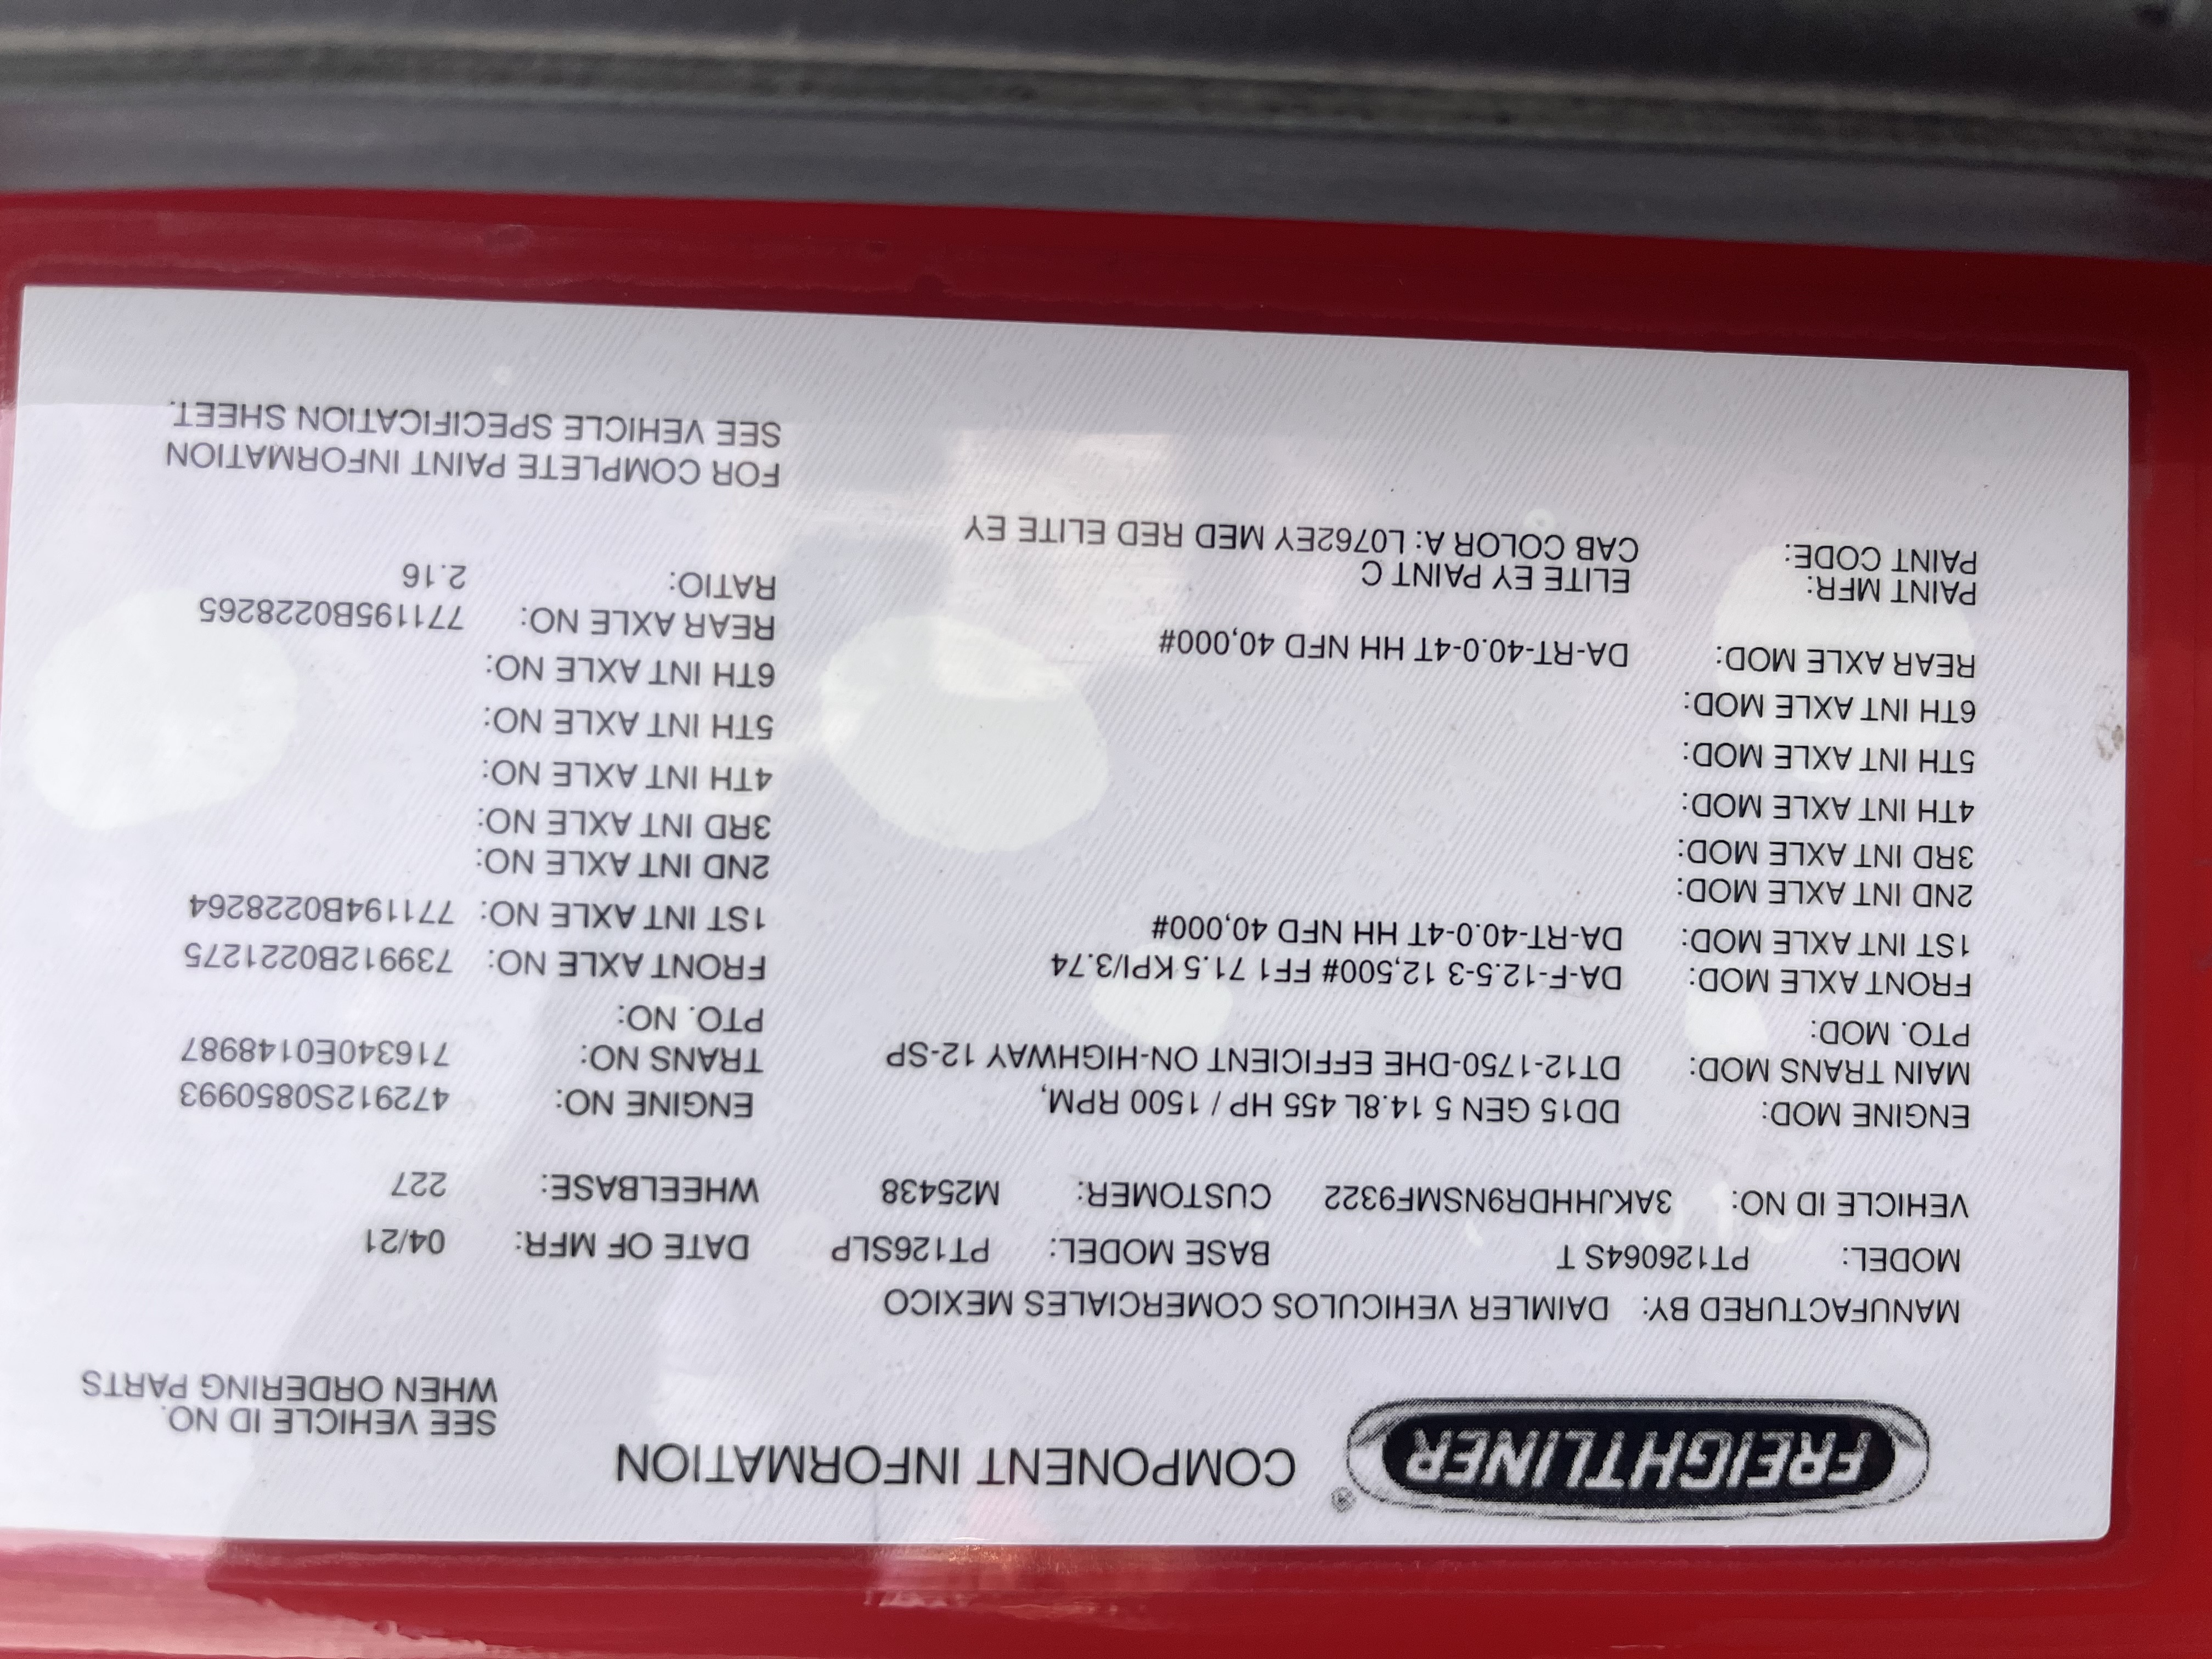 FREIGHTLINER ® COMPONENT INFORMATION
SEE VEHICLE ID NO.
WHEN ORDERING PARTS
MANUFACTURED BY: DAIMLER VEHICULOS COMERCIALES MEXICO
MODEL: PT126064S T BASE MODEL: PT126SLP DATE OF MFR: 04/21
VEHICLE ID NO: 3AKJHHDR9NSMF9322 CUSTOMER: M25438 WHEELBASE: 227
ENGINE MOD: DD15 GEN 5 14.8L 455 HP / 1500 RPM, ENGINE NO: 472912S0850993
MAIN TRANS MOD: DT12-1750-DHE EFFICIENT ON-HIGHWAY 12-SP TRANS NO: 716340E0148987
PTO. MOD: PTO. NO:
FRONT AXLE MOD: DA-F-12.5-3 12,500# FF1 71.5 KPI/3.74 FRONT AXLE NO: 739912B0221275
1ST INT AXLE MOD: DA-RT-40.0-4T HH NFD 40,000# 1ST INT AXLE NO: 771194B0228264
2ND INT AXLE MOD: 2ND INT AXLE NO:
3RD INT AXLE MOD: 3RD INT AXLE NO:
4TH INT AXLE MOD: 4TH INT AXLE NO:
5TH INT AXLE MOD: 5TH INT AXLE NO:
6TH INT AXLE MOD: 6TH INT AXLE NO:
REAR AXLE MOD: DA-RT-40.0-4T HH NFD 40,000# REAR AXLE NO: 771195B0228265
RATIO: 2.16
PAINT MFR: ELITE EY PAINT C
PAINT CODE: CAB COLOR A: L0762EY MED RED ELITE EY
FOR COMPLETE PAINT INFORMATION
SEE VEHICLE SPECIFICATION SHEET.